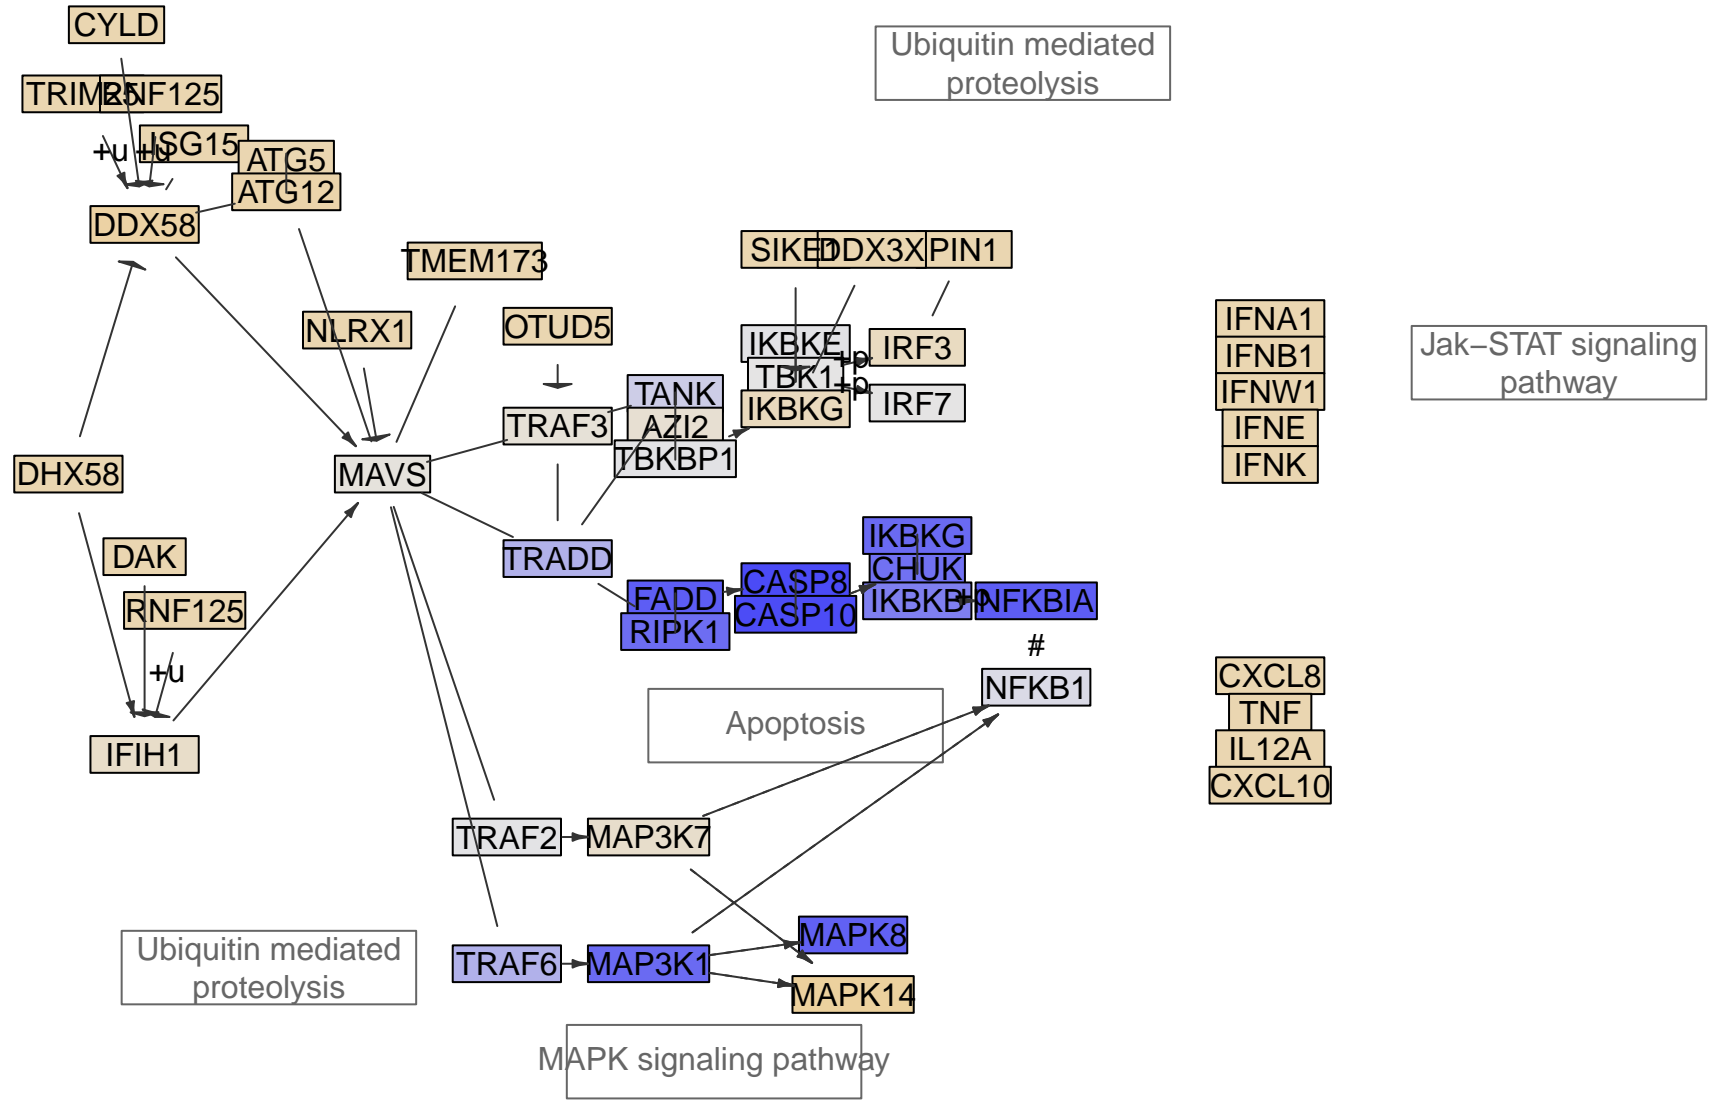 CYLD
Ubiquitin mediated
proteolysis
TRIM25
RNF125
ISG15
+u
+u
ATG5
ATG12
DDX58
TMEM173
SIKE1
DDX3X
PIN1
NLRX1
OTUD5
IKBKE
+p
IRF3
TBK1
+p
IRF7
IKBKG
IFNA1
IFNB1
IFNW1
IFNE
IFNK
Jak−STAT signaling
pathway
TANK
AZI2
TBKBP1
TRAF3
DHX58
MAVS
DAK
RNF125
+u
IFIH1
TRADD
FADD
RIPK1
CASP8
CASP10
IKBKG
CHUK
IKBKB
+p
NFKBIA
#
NFKB1
CXCL8
TNF
IL12A
CXCL10
Apoptosis
TRAF2
MAP3K7
TRAF6
MAP3K1
MAPK8
MAPK14
Ubiquitin mediated
proteolysis
MAPK signaling pathway